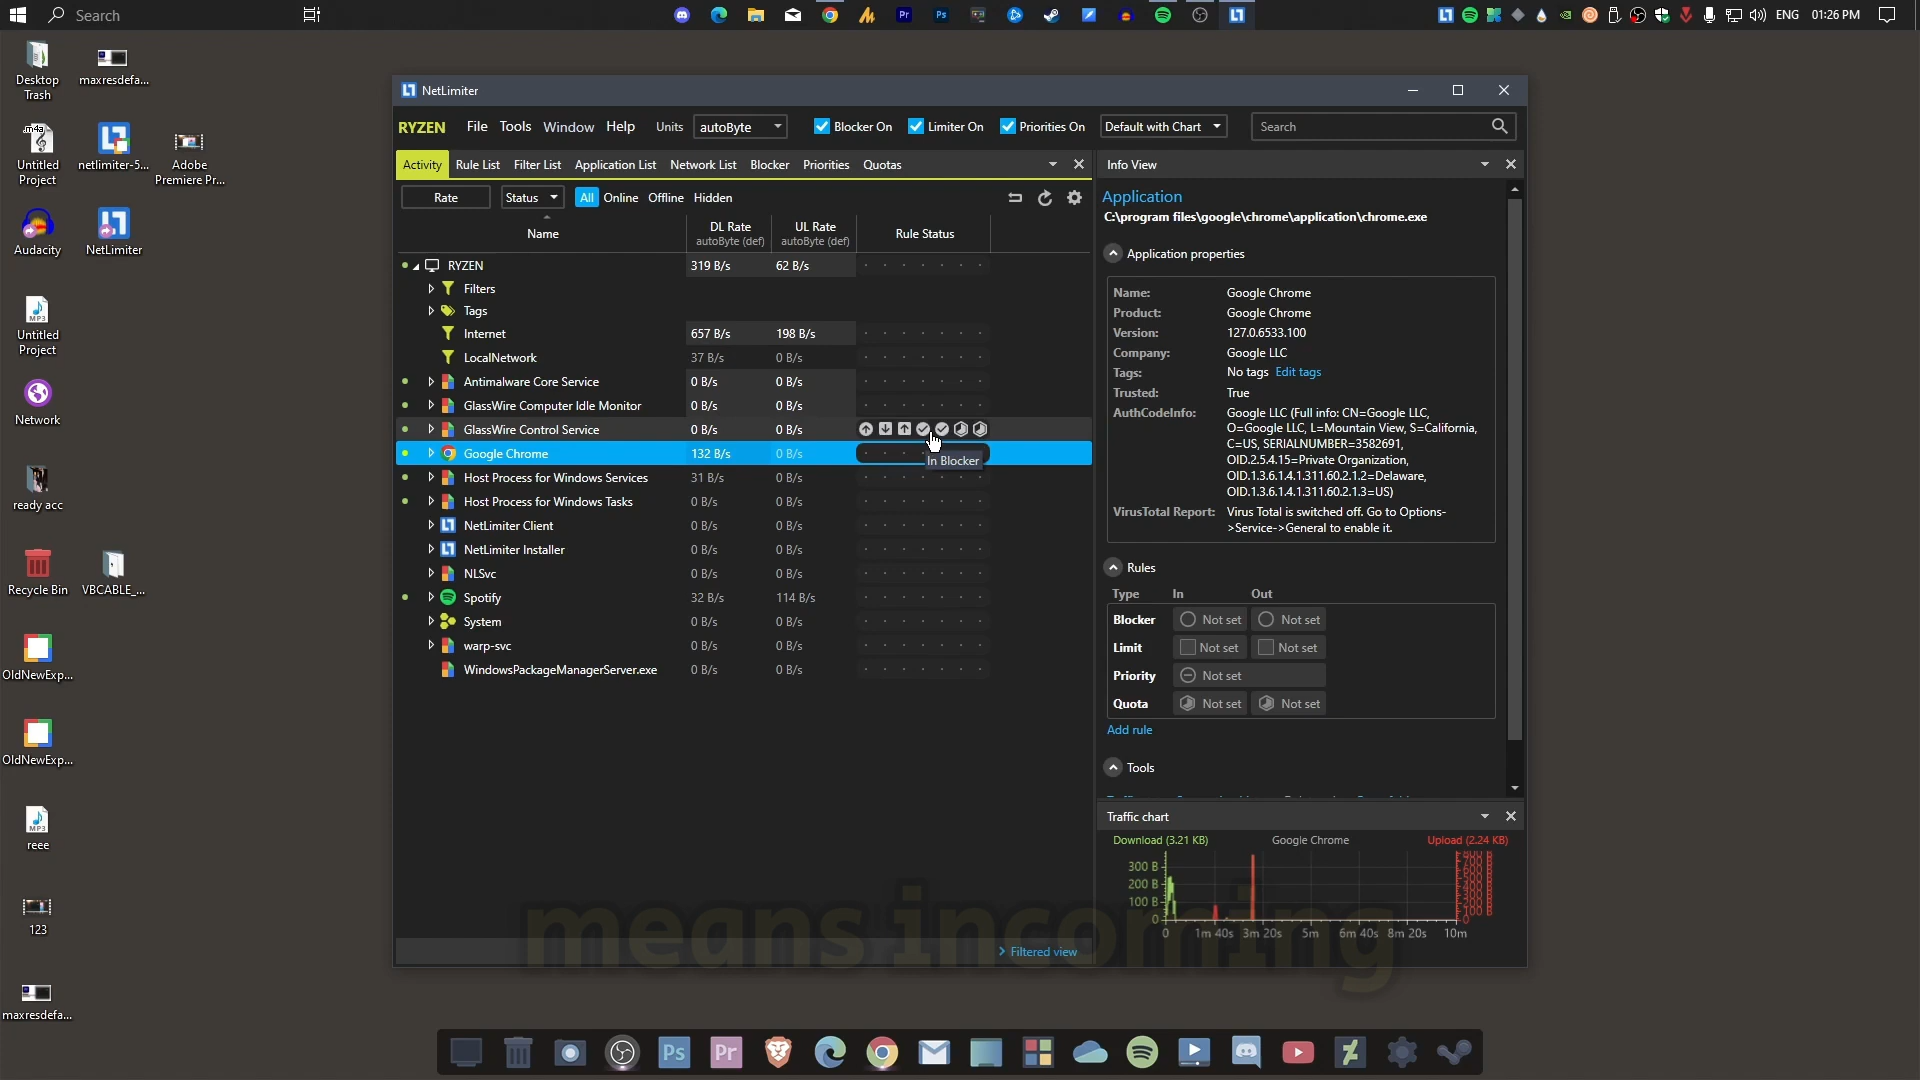 Search
ENG
01:26 PM
Desktop
Trash
maxresdefa...
.m4a
Untitled
Project
netlimiter-5...
Adobe
Premiere Pr...
Audacity
NetLimiter
MP3
Untitled
Project
Network
ready acc
Recycle Bin
VBCABLE_...
OldNewExp...
OldNewExp...
MP3
reee
123
maxresdefa...
NetLimiter
RYZEN
File
Tools
Window
Help
Units
autoByte
Blocker On
Limiter On
Priorities On
Default with Chart
Search
Activity
Rule List
Filter List
Application List
Network List
Blocker
Priorities
Quotas
Rate
Status
All
Online
Offline
Hidden
Name
DL Rate
autoByte (def)
UL Rate
autoByte (def)
Rule Status
RYZEN 319 B/s 62 B/s
Filters
Tags
Internet 657 B/s 198 B/s
LocalNetwork 37 B/s 0 B/s
Antimalware Core Service 0 B/s 0 B/s
GlassWire Computer Idle Monitor 0 B/s 0 B/s
GlassWire Control Service 0 B/s 0 B/s
Google Chrome 132 B/s 0 B/s
In Blocker
Host Process for Windows Services 31 B/s 0 B/s
Host Process for Windows Tasks 0 B/s 0 B/s
NetLimiter Client 0 B/s 0 B/s
NetLimiter Installer 0 B/s 0 B/s
NLSvc 0 B/s 0 B/s
Spotify 32 B/s 114 B/s
System 0 B/s 0 B/s
warp-svc 0 B/s 0 B/s
WindowsPackageManagerServer.exe 0 B/s 0 B/s
Filtered view
Info View
Application
C:\program files\google\chrome\application\chrome.exe
Application properties
Name: Google Chrome
Product: Google Chrome
Version: 127.0.6533.100
Company: Google LLC
Tags: No tags Edit tags
Trusted: True
AuthCodeInfo: Google LLC (Full info: CN=Google LLC,
O=Google LLC, L=Mountain View, S=California,
C=US, SERIALNUMBER=3582691,
OID.2.5.4.15=Private Organization,
OID.1.3.6.1.4.1.311.60.2.1.2=Delaware,
OID.1.3.6.1.4.1.311.60.2.1.3=US)
VirusTotal Report: Virus Total is switched off. Go to Options-
>Service->General to enable it.
Rules
Type In Out
Blocker Not set Not set
Limit Not set Not set
Priority Not set
Quota Not set Not set
Add rule
Tools
Traffic chart
Download (3.21 KB)
Google Chrome
Upload (2.24 KB)
300 B
200 B
100 B
0
0 1m 40s 3m 20s 5m 6m 40s 8m 20s 10m
means incoming
Ps
Pr